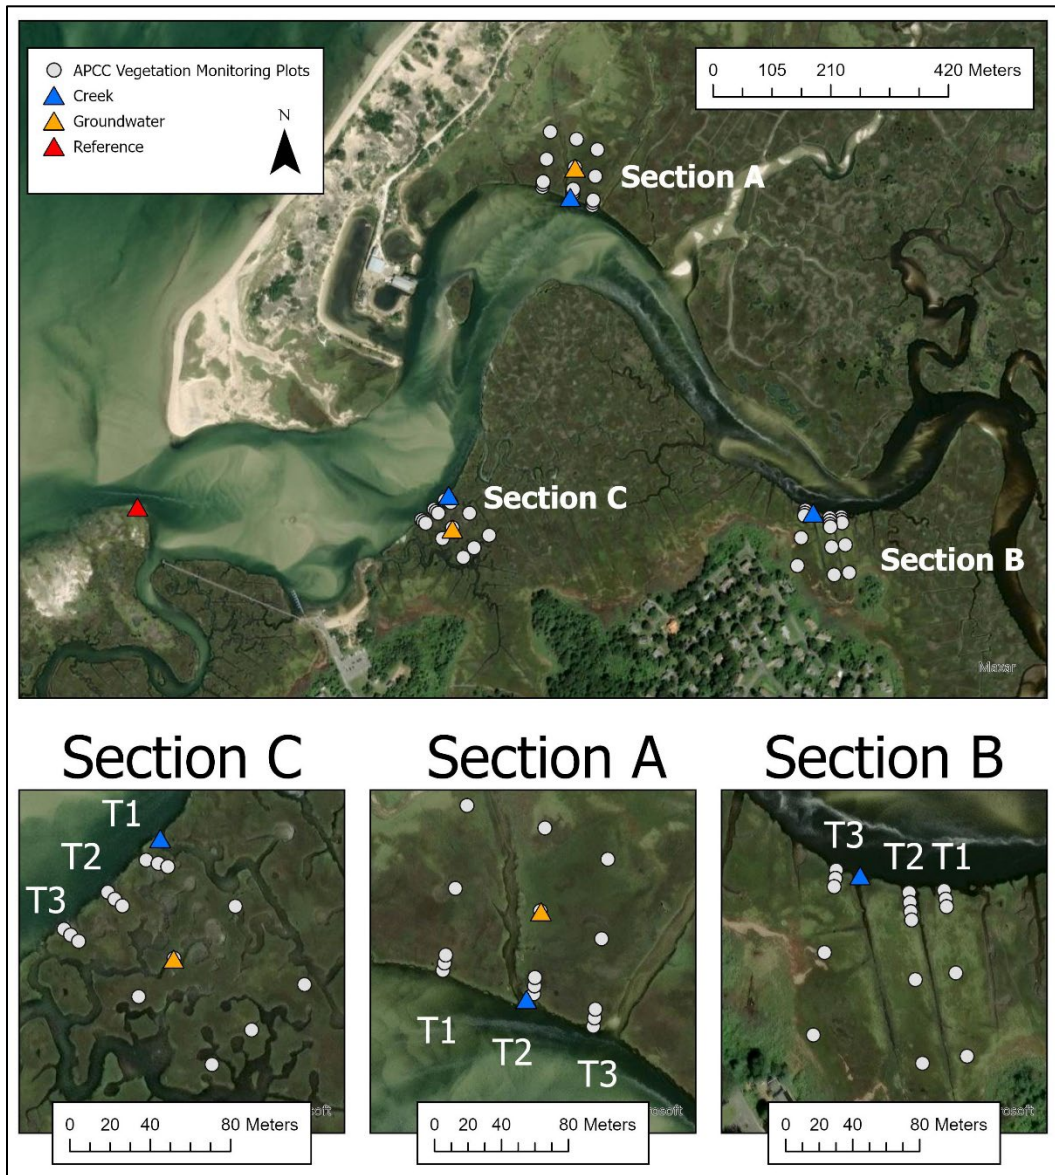 APCC Vegetation Monitoring Plots
Creek
Groundwater
Reference
N
0 105 210 420 Meters
Section A
Section C
Section B
Maxar
Section C
Section A
Section B
T1
T2
T3
0 20 40 80 Meters
T1
T2
T3
0 20 40 80 Meters
T3
T2
T1
0 20 40 80 Meters